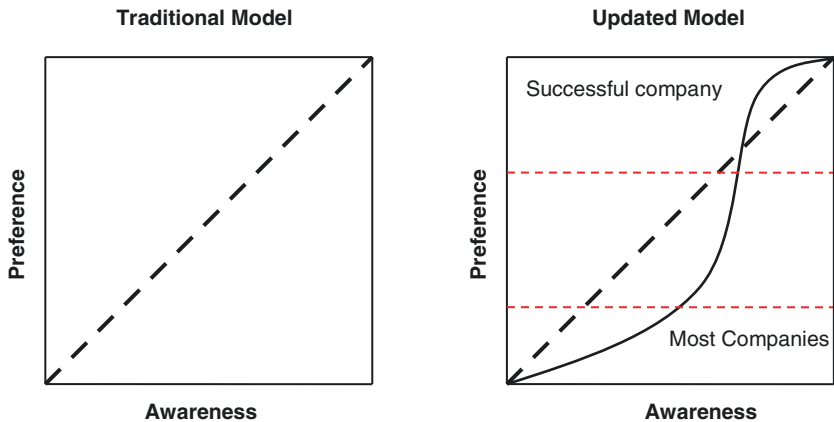 Traditional Model
Preference
Awareness
Updated Model
Successful company
Preference
Most Companies
Awareness